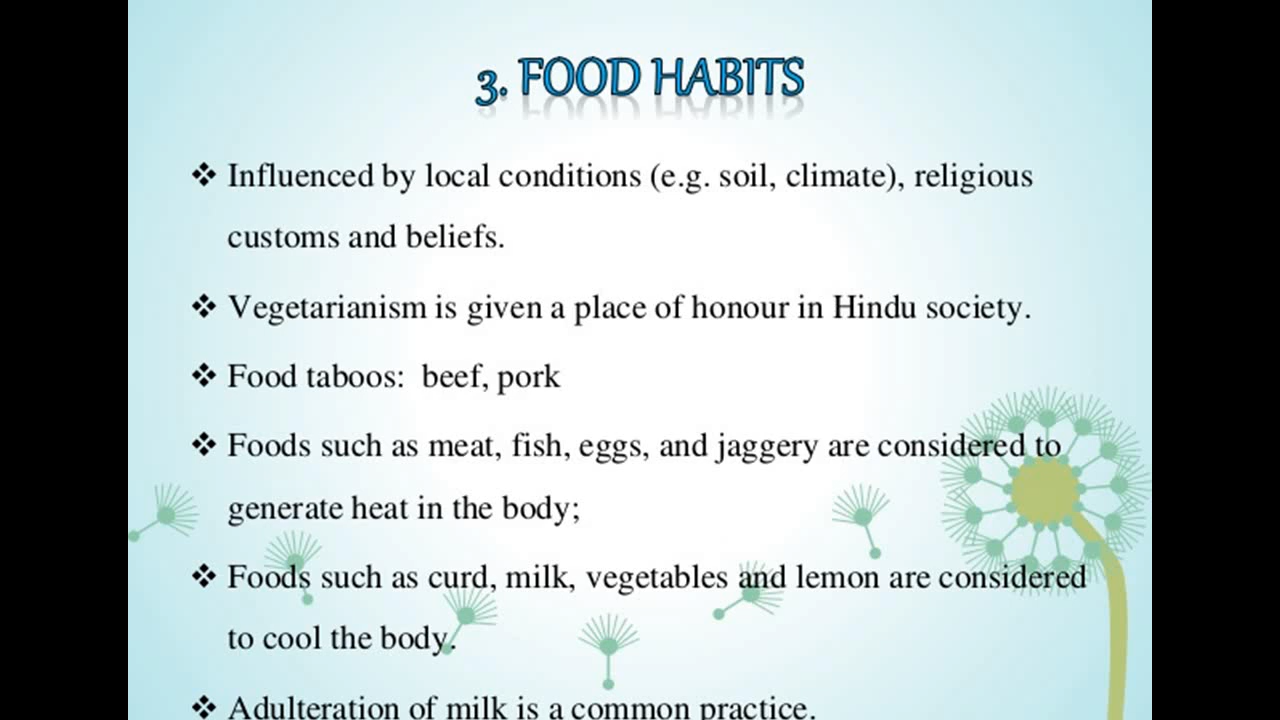 3. FOOD HABITS
❖ Influenced by local conditions (e.g. soil, climate), religious
customs and beliefs.
❖ Vegetarianism is given a place of honour in Hindu society.
❖ Food taboos:  beef, pork
❖ Foods such as meat, fish, eggs, and jaggery are considered to
generate heat in the body;
❖ Foods such as curd, milk, vegetables and lemon are considered
to cool the body.
❖ Adulteration of milk is a common practice.